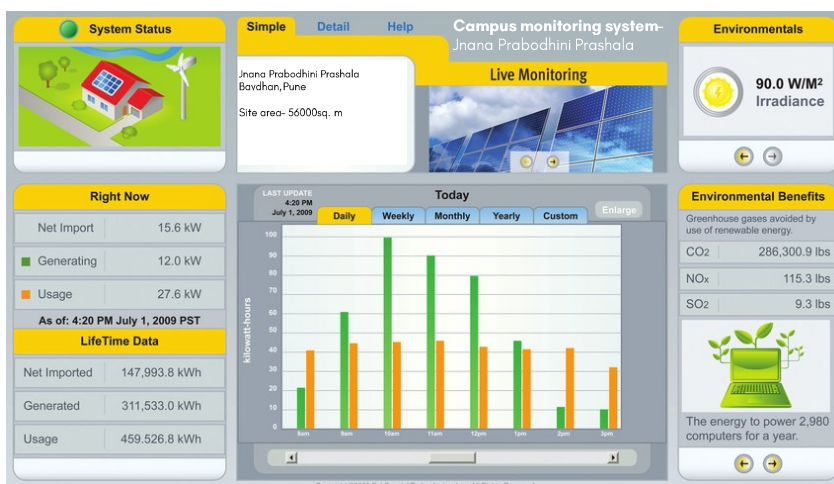 System Status
Simple
Detail
Help
Campus monitoring system-
Jnana Prabodhini Prashala
Jnana Prabodhini Prashala
Bavdhan,Pune
Site area- 56000sq. m
Live Monitoring
Environmentals
90.0 W/M²
Irradiance
Right Now
Net Import 15.6 kW
Generating 12.0 kW
Usage 27.6 kW
As of: 4:20 PM July 1, 2009 PST
LifeTime Data
Net Imported 147,993.8 kWh
Generated 311,533.0 kWh
Usage 459.526.8 kWh
LAST UPDATE
4:20 PM
July 1, 2009
Today
Daily
Weekly
Monthly
Yearly
Custom
Enlarge
kilowatt-hours
100
90
80
70
60
50
40
30
20
10
0
8am
9am
10am
11am
12pm
1pm
2pm
3pm
Environmental Benefits
Greenhouse gases avoided by
use of renewable energy.
CO2 286,300.9 lbs
NOx 115.3 lbs
SO2 9.3 lbs
The energy to power 2,980
computers for a year.